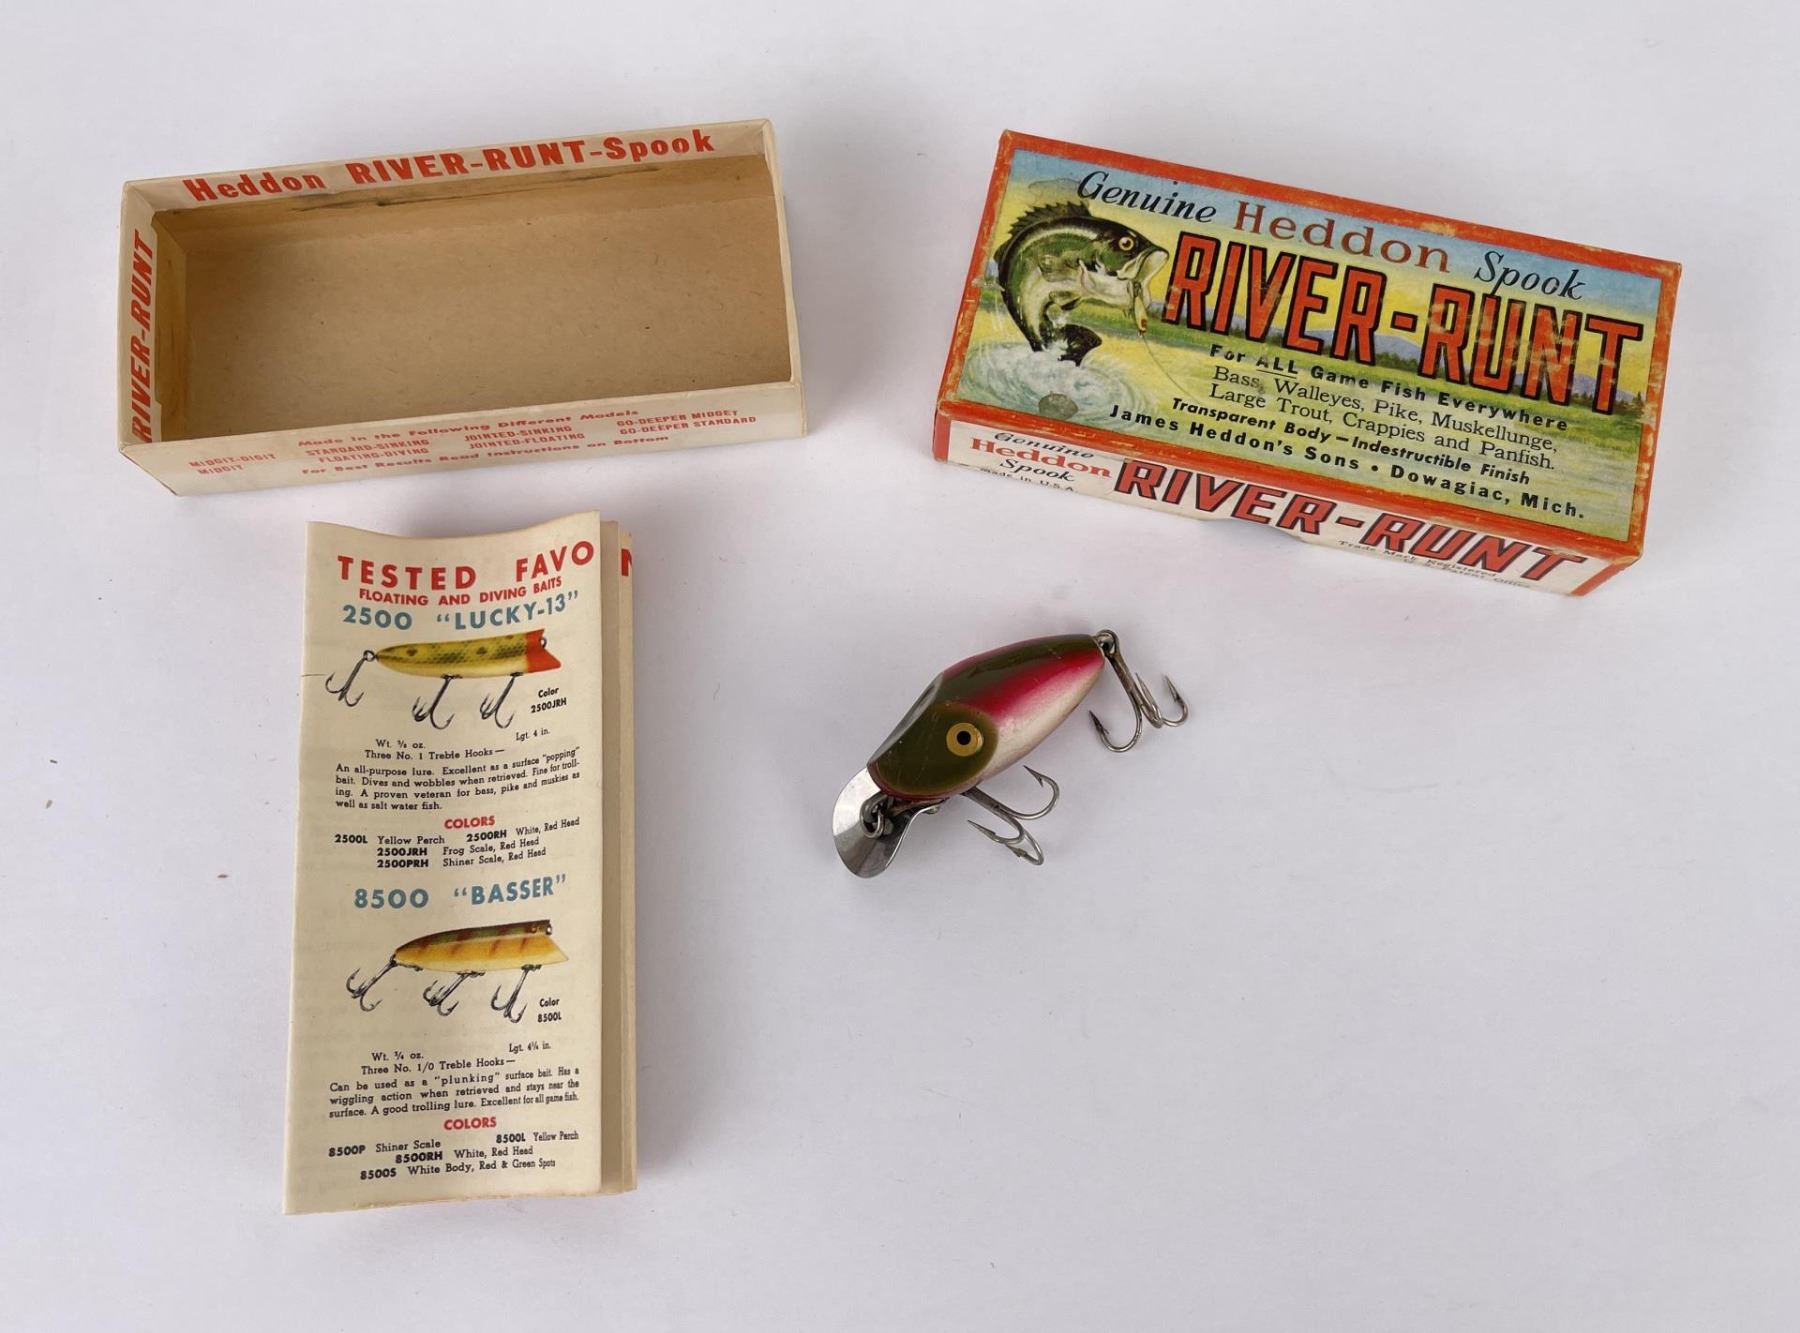 Heddon RIVER-RUNT-Spook
RIVER-RUNT
Made in the Following Different Models
MIDGIT-DIGIT STANDARD-SINKING JOINTED-SINKING GO-DEEPER MIDGET
MIDGIT FLOATING-DIVING JOINTED-FLOATING GO-DEEPER STANDARD
For Best Results Read Instructions on Bottom
Genuine Heddon Spook
RIVER-RUNT
For ALL Game Fish Everywhere
Bass, Walleyes, Pike, Muskellunge,
Large Trout, Crappies and Panfish.
Transparent Body—Indestructible Finish
James Heddon's Sons • Dowagiac, Mich.
Genuine
Heddon
Spook
Made in U.S.A.
RIVER-RUNT
Trade Mark Registered
TESTED FAVO
FLOATING AND DIVING BAITS
2500 "LUCKY-13"
Color
2500JRH
Wt. ⅝ oz. Lgt. 4 in.
Three No. 1 Treble Hooks—
An all-purpose lure. Excellent as a surface "popping"
bait. Dives and wobbles when retrieved. Fine for troll-
ing. A proven veteran for bass, pike and muskies as
well as salt water fish.
COLORS
2500L Yellow Perch 2500RH White, Red Head
2500JRH Frog Scale, Red Head
2500PRH Shiner Scale, Red Head
8500 "BASSER"
Color
8500L
Wt. ¾ oz. Lgt. 4¼ in.
Three No. 1/0 Treble Hooks—
Can be used as a "plunking" surface bait. Has a
wiggling action when retrieved and stays near the
surface. A good trolling lure. Excellent for all game fish.
COLORS
8500P Shiner Scale 8500L Yellow Perch
8500RH White, Red Head
8500S White Body, Red & Green Spots